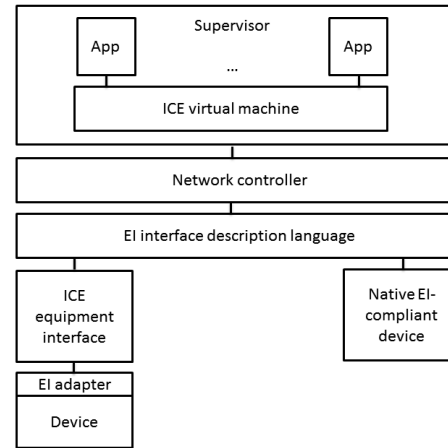 Supervisor
App
App
...
ICE virtual machine
Network controller
EI interface description language
ICE
equipment
interface
Native EI-
compliant
device
EI adapter
Device